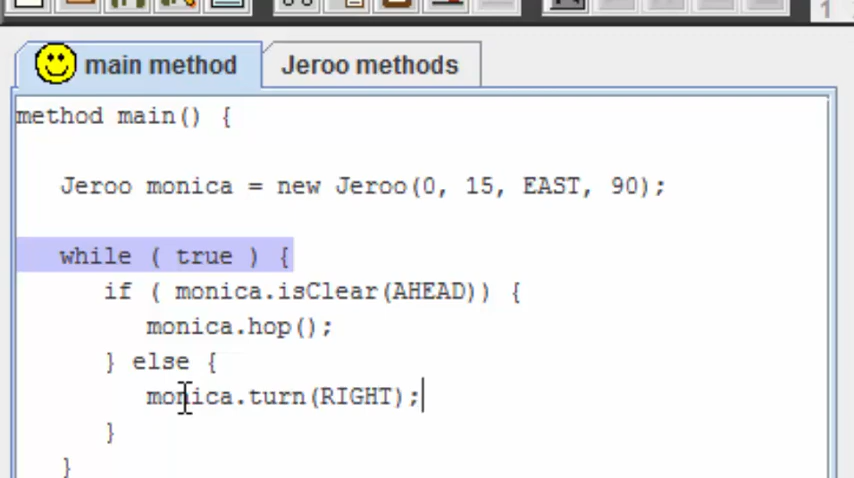 1
main method
Jeroo methods
method main() {
Jeroo monica = new Jeroo(0, 15, EAST, 90);
while ( true ) {
if ( monica.isClear(AHEAD)) {
monica.hop();
} else {
monica.turn(RIGHT);
}
}